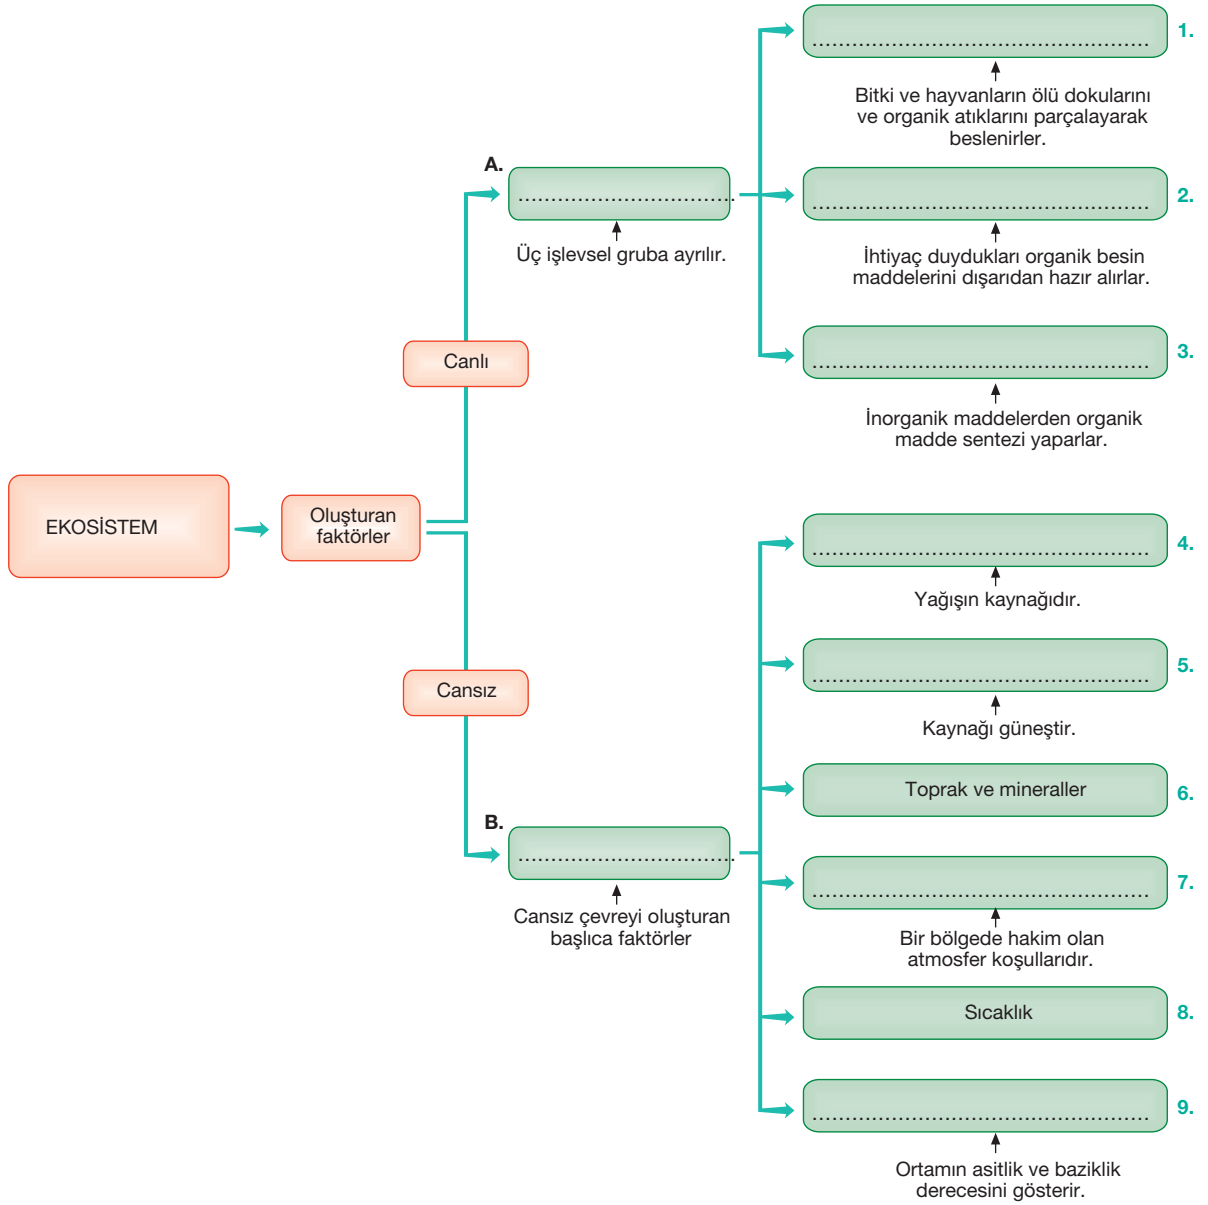 EKOSİSTEM
Oluşturan
faktörler
Canlı
A.
..................................
Üç işlevsel gruba ayrılır.
1.
....................................................
Bitki ve hayvanların ölü dokularını
ve organik atıklarını parçalayarak
beslenirler.
2.
....................................................
İhtiyaç duydukları organik besin
maddelerini dışarıdan hazır alırlar.
3.
....................................................
İnorganik maddelerden organik
madde sentezi yaparlar.
Cansız
B.
..................................
Cansız çevreyi oluşturan
başlıca faktörler
4.
....................................................
Yağışın kaynağıdır.
5.
....................................................
Kaynağı güneştir.
Toprak ve mineraller
6.
7.
....................................................
Bir bölgede hakim olan
atmosfer koşullarıdır.
Sıcaklık
8.
9.
....................................................
Ortamın asitlik ve baziklik
derecesini gösterir.